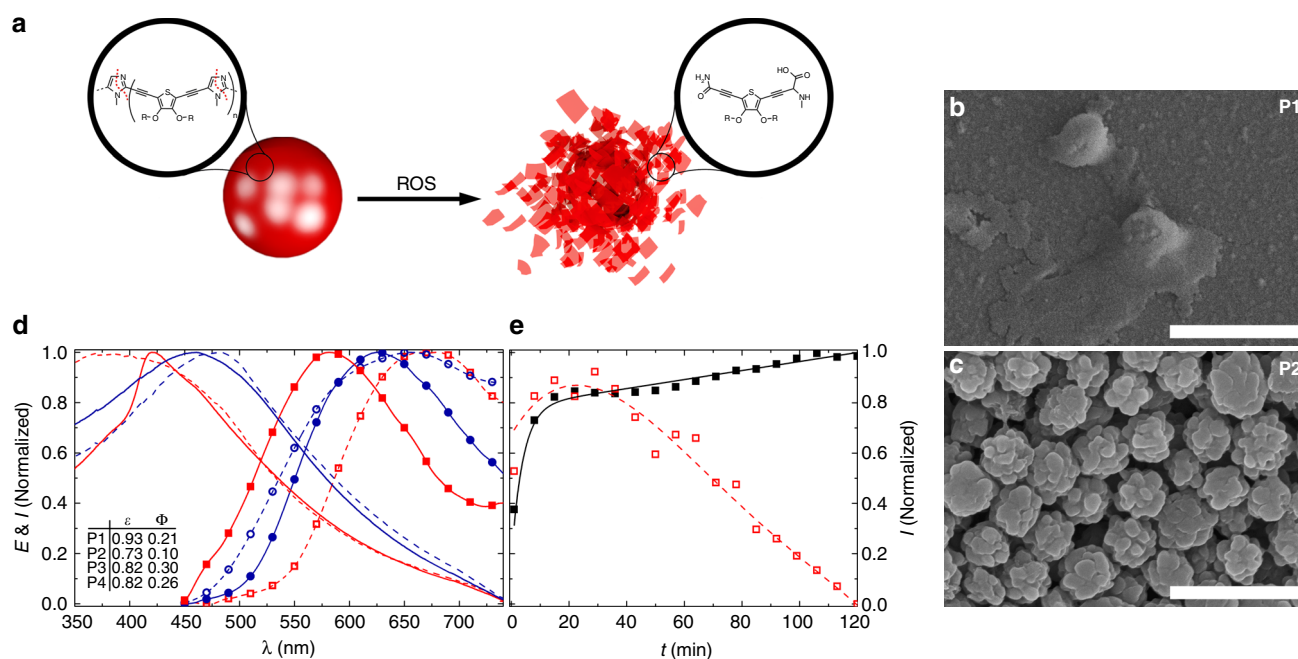 a
N
N
n
S
R
O
O
R
N
N
ROS
H2N
O
S
HO
O
NH
R
O
O
R
b
P1
c
P2
d
E & I (Normalized)
1.0
0.8
0.6
0.4
0.2
0.0
ε Φ
P1 0.93 0.21
P2 0.73 0.10
P3 0.82 0.30
P4 0.82 0.26
350 400 450 500 550 600 650 700
λ (nm)
e
1.0
0.8
0.6
0.4
0.2
0.0
I (Normalized)
0 20 40 60 80 100 120
t (min)